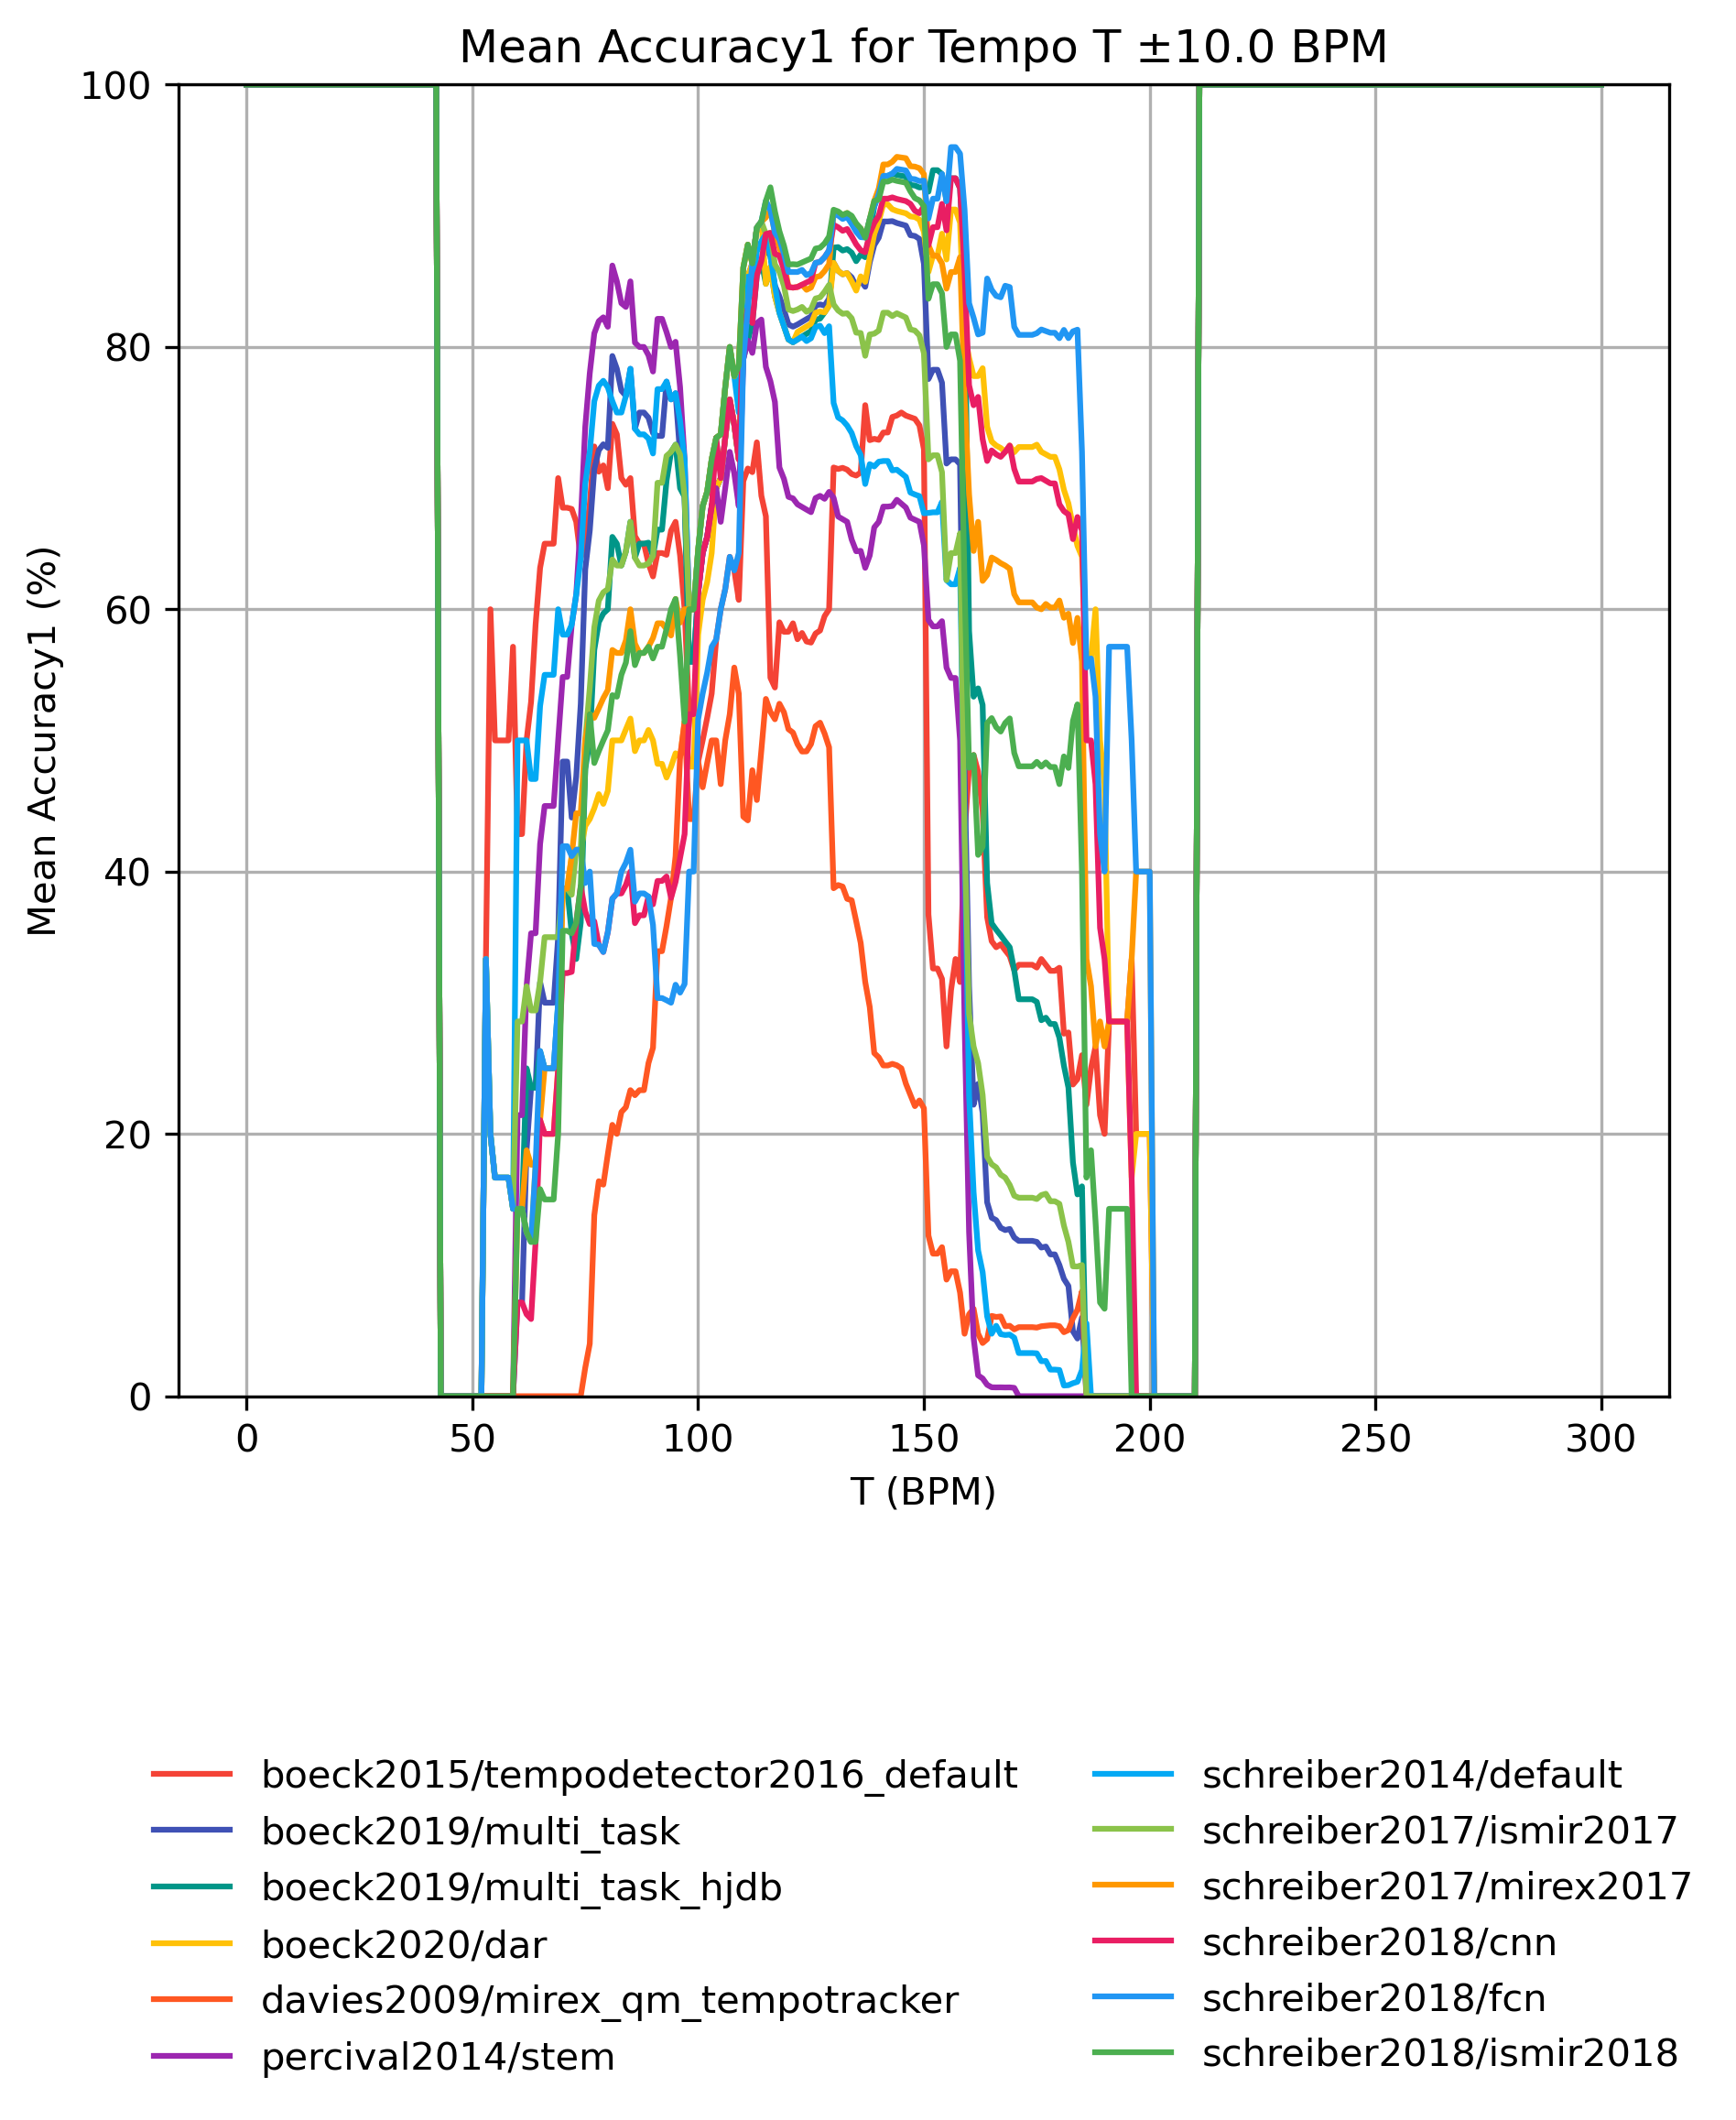 Mean Accuracy1 for Tempo T ±10.0 BPM
100
80
60
40
20
0
Mean Accuracy1 (%)
0 50 100 150 200 250 300
T (BPM)
boeck2015/tempodetector2016_default
boeck2019/multi_task
boeck2019/multi_task_hjdb
boeck2020/dar
davies2009/mirex_qm_tempotracker
percival2014/stem
schreiber2014/default
schreiber2017/ismir2017
schreiber2017/mirex2017
schreiber2018/cnn
schreiber2018/fcn
schreiber2018/ismir2018